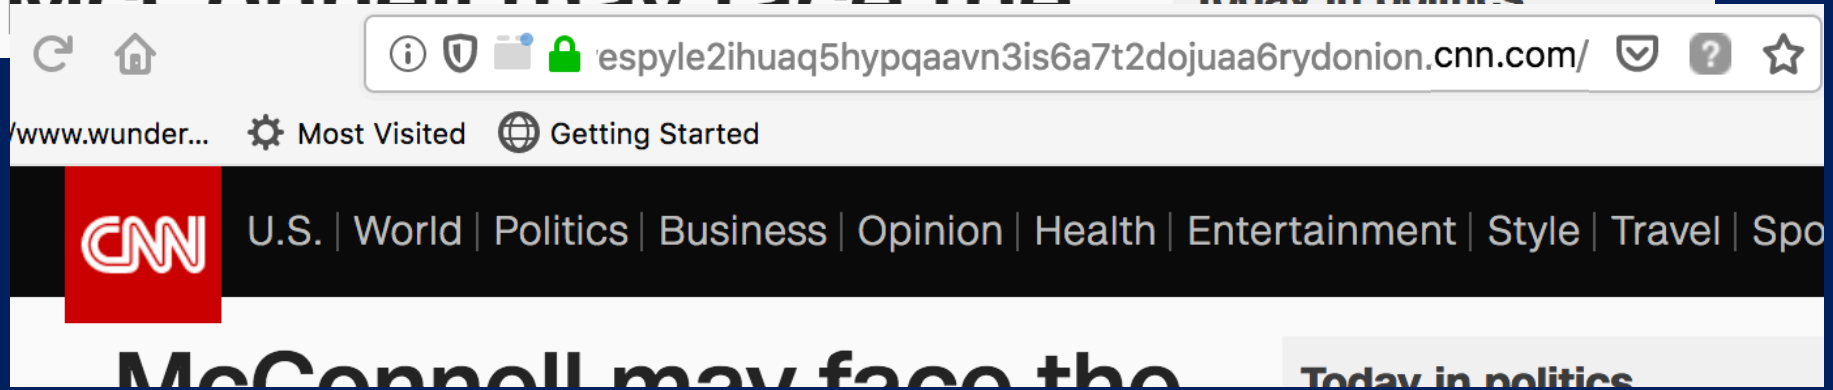 espyle2ihuaq5hypqaavn3is6a7t2dojuaa6rydonion.cnn.com/
/www.wunder... Most Visited Getting Started
CNN U.S. | World | Politics | Business | Opinion | Health | Entertainment | Style | Travel | Spo
McConnell may face the
Today in politics